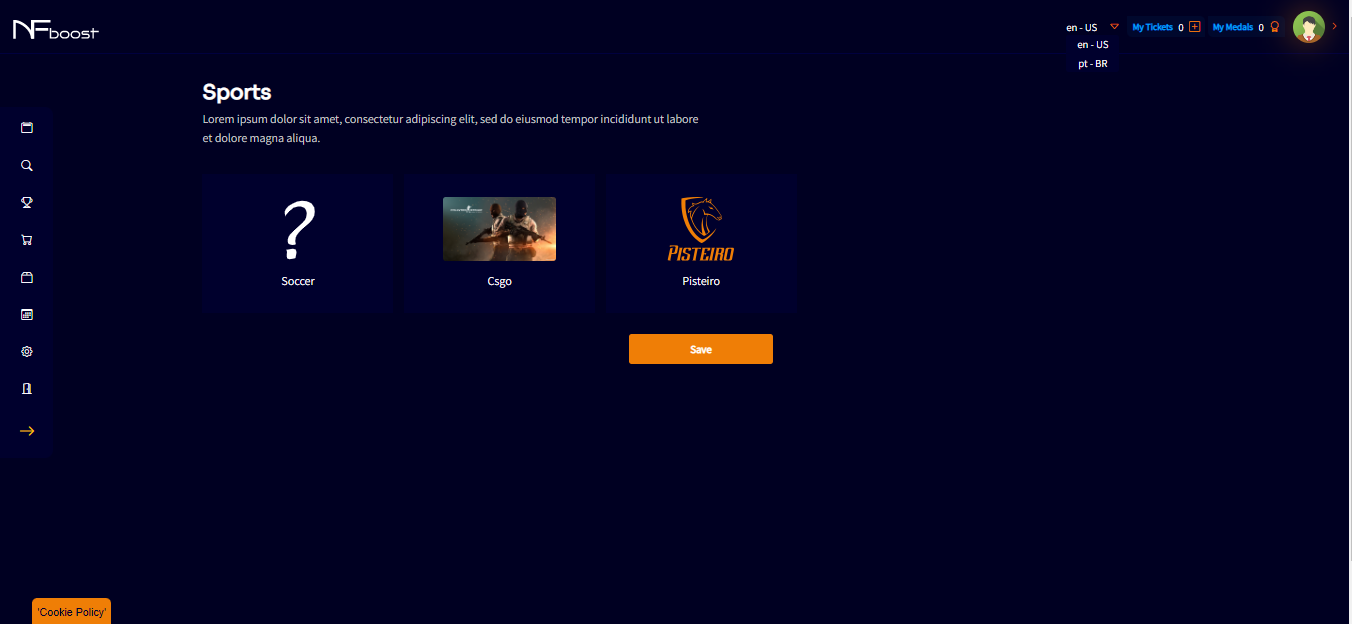 NFboost
en - US
My Tickets 0
My Medals 0
en - US
pt - BR
Sports
Lorem ipsum dolor sit amet, consectetur adipiscing elit, sed do eiusmod tempor incididunt ut labore
et dolore magna aliqua.
?
PISTEIRO
Soccer
Csgo
Pisteiro
Save
'Cookie Policy'